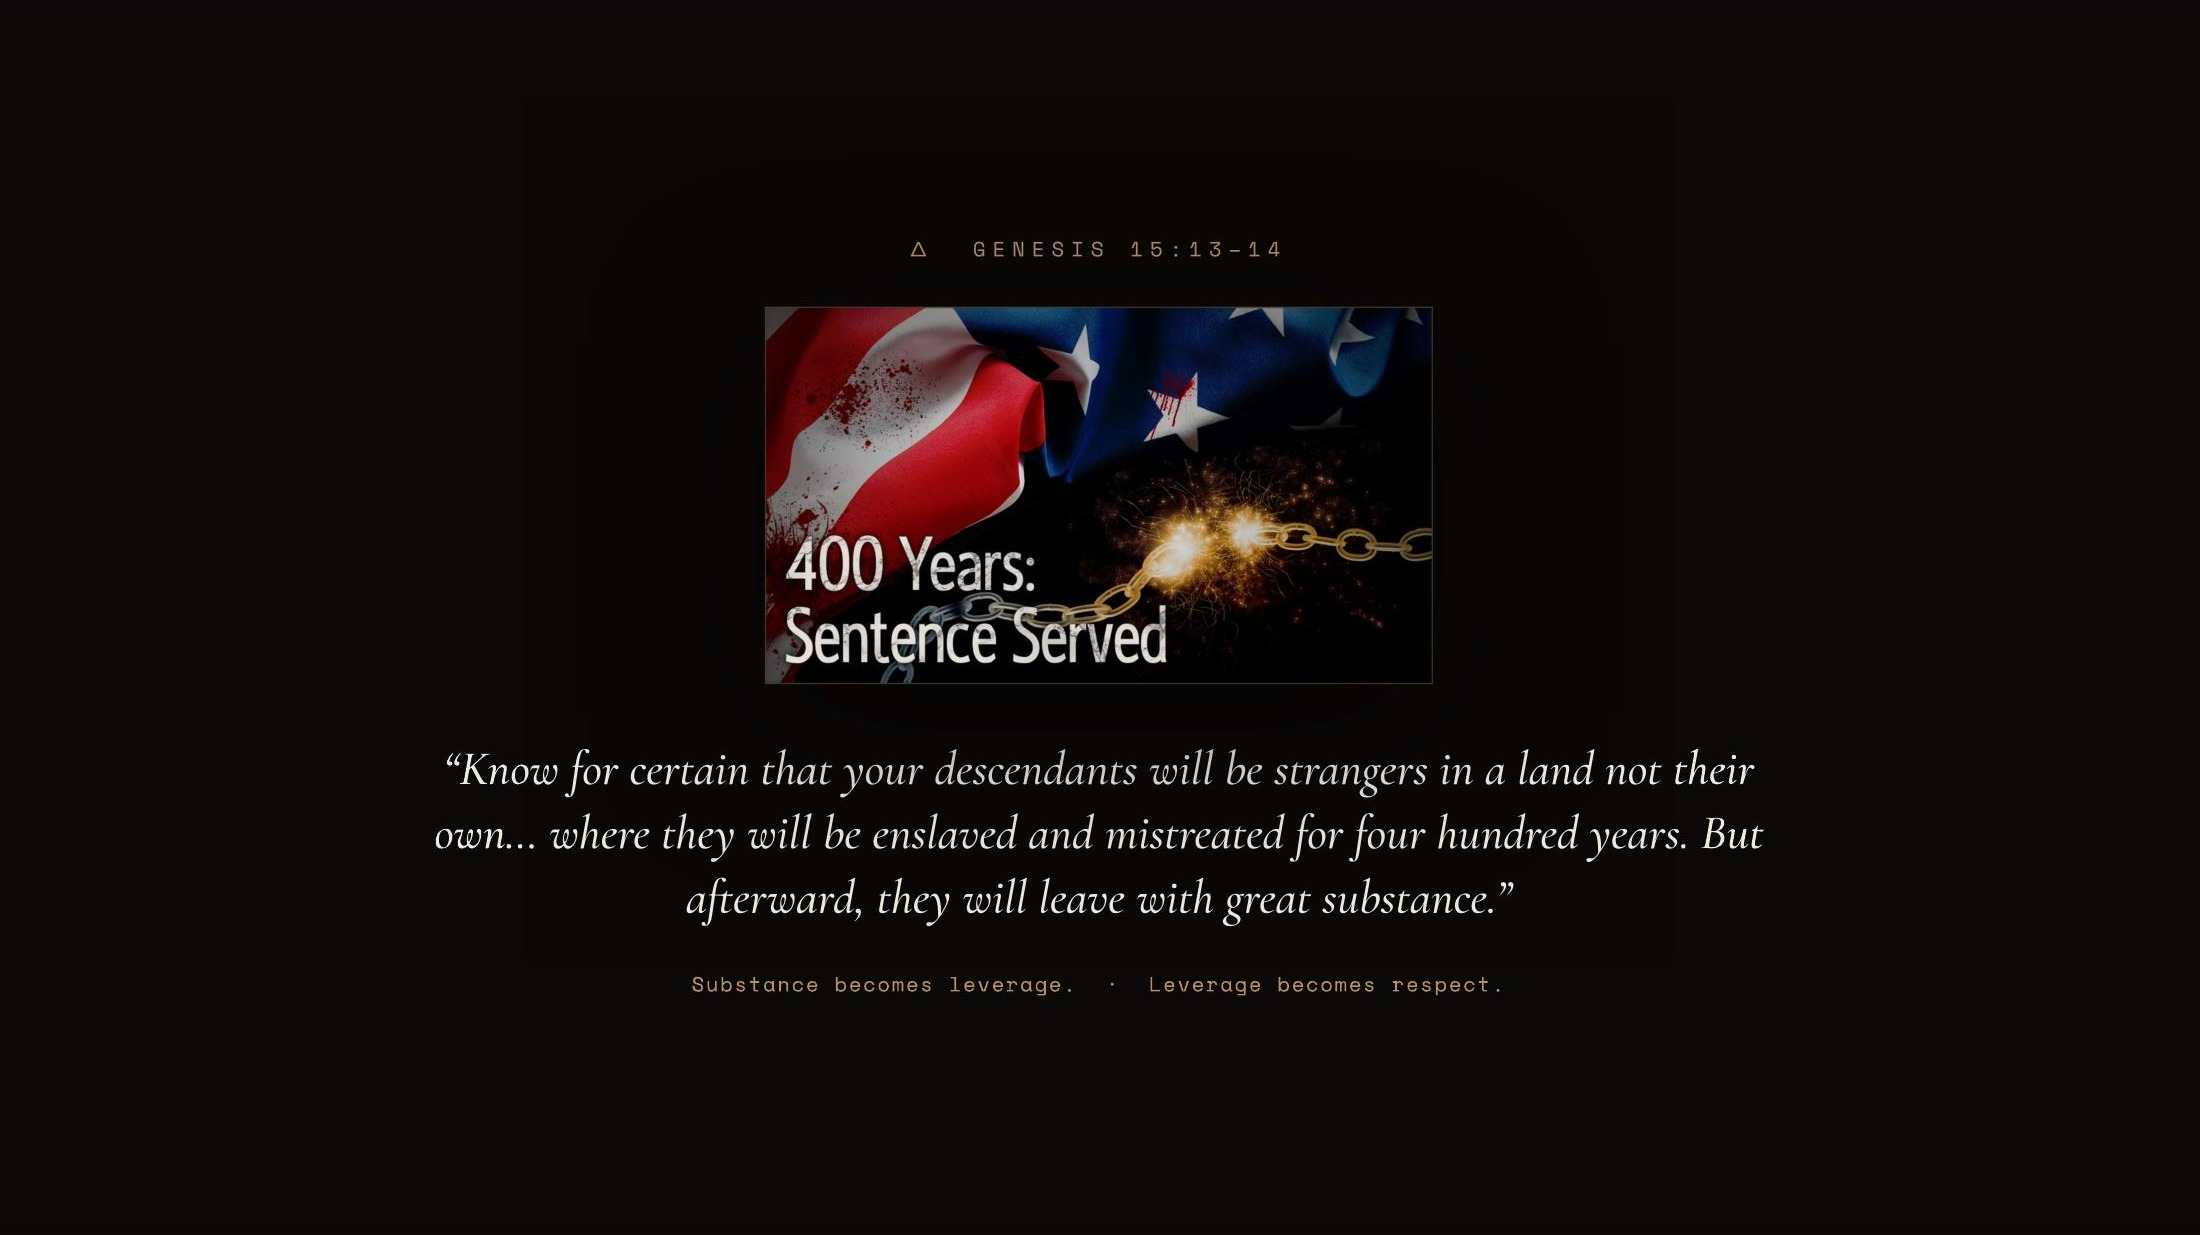 Δ GENESIS 15:13–14
400 Years:
Sentence Served
“Know for certain that your descendants will be strangers in a land not their
own... where they will be enslaved and mistreated for four hundred years. But
afterward, they will leave with great substance.”
Substance becomes leverage. · Leverage becomes respect.